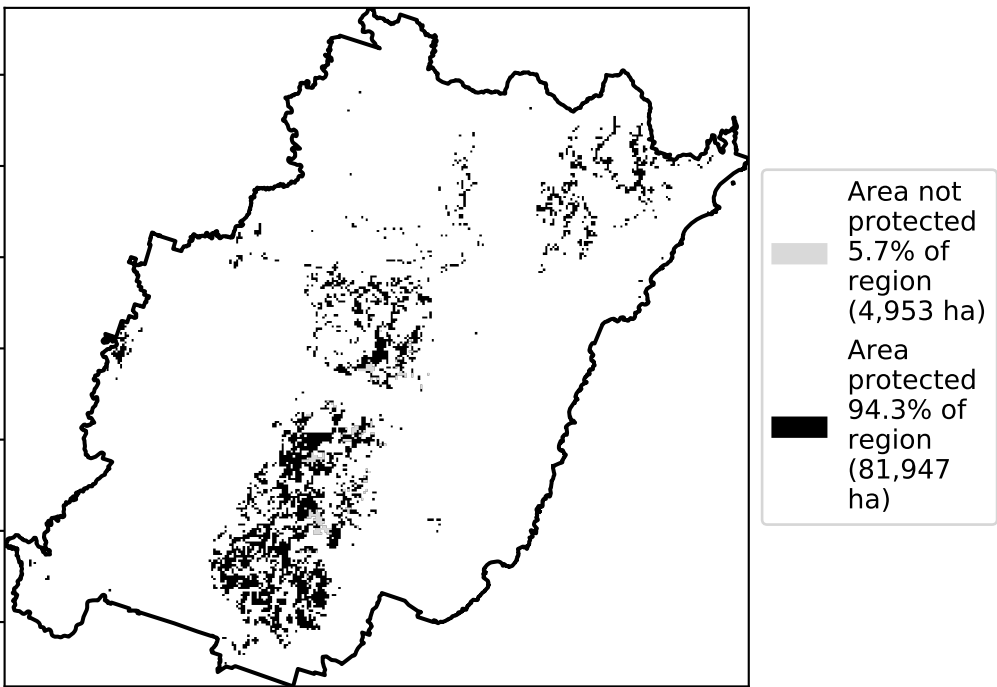 Area not
protected
5.7% of
region
(4,953 ha)
Area
protected
94.3% of
region
(81,947
ha)